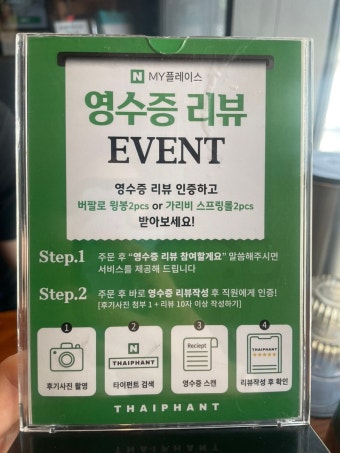 N MY플레이스
영수증 리뷰
EVENT
영수증 리뷰 인증하고
버팔로 윙봉2pcs or 가리비 스프링롤2pcs
받아보세요!
Step.1 주문 후 "영수증 리뷰 참여할게요" 말씀해주시면
서비스를 제공해 드립니다
Step.2 주문 후 바로 영수증 리뷰작성 후 직원에게 인증!
[후기사진 첨부 1 + 리뷰 10자 이상 작성하기]
1 2 3 4
N
THAIPHANT
Reciept
THAIPHANT
후기사진 촬영 타이펀트 검색 영수증 스캔 리뷰작성 후 확인
THAIPHANT